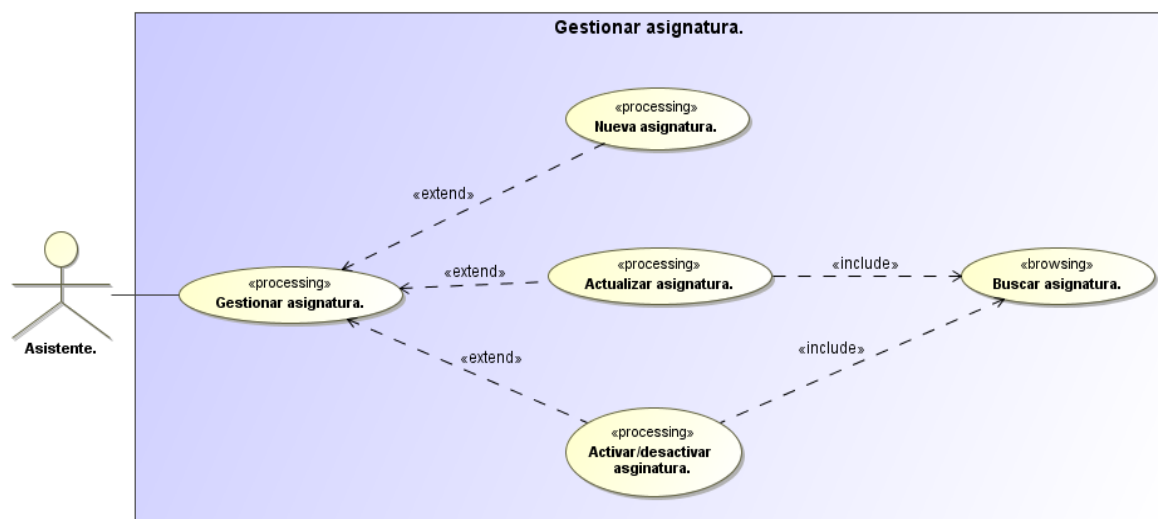 Gestionar asignatura.
«processing»
Nueva asignatura.
«extend»
«processing»
Gestionar asignatura.
«extend»
«processing»
Actualizar asignatura.
«include»
«browsing»
Buscar asignatura.
Asistente.
«extend»
«include»
«processing»
Activar/desactivar
asginatura.